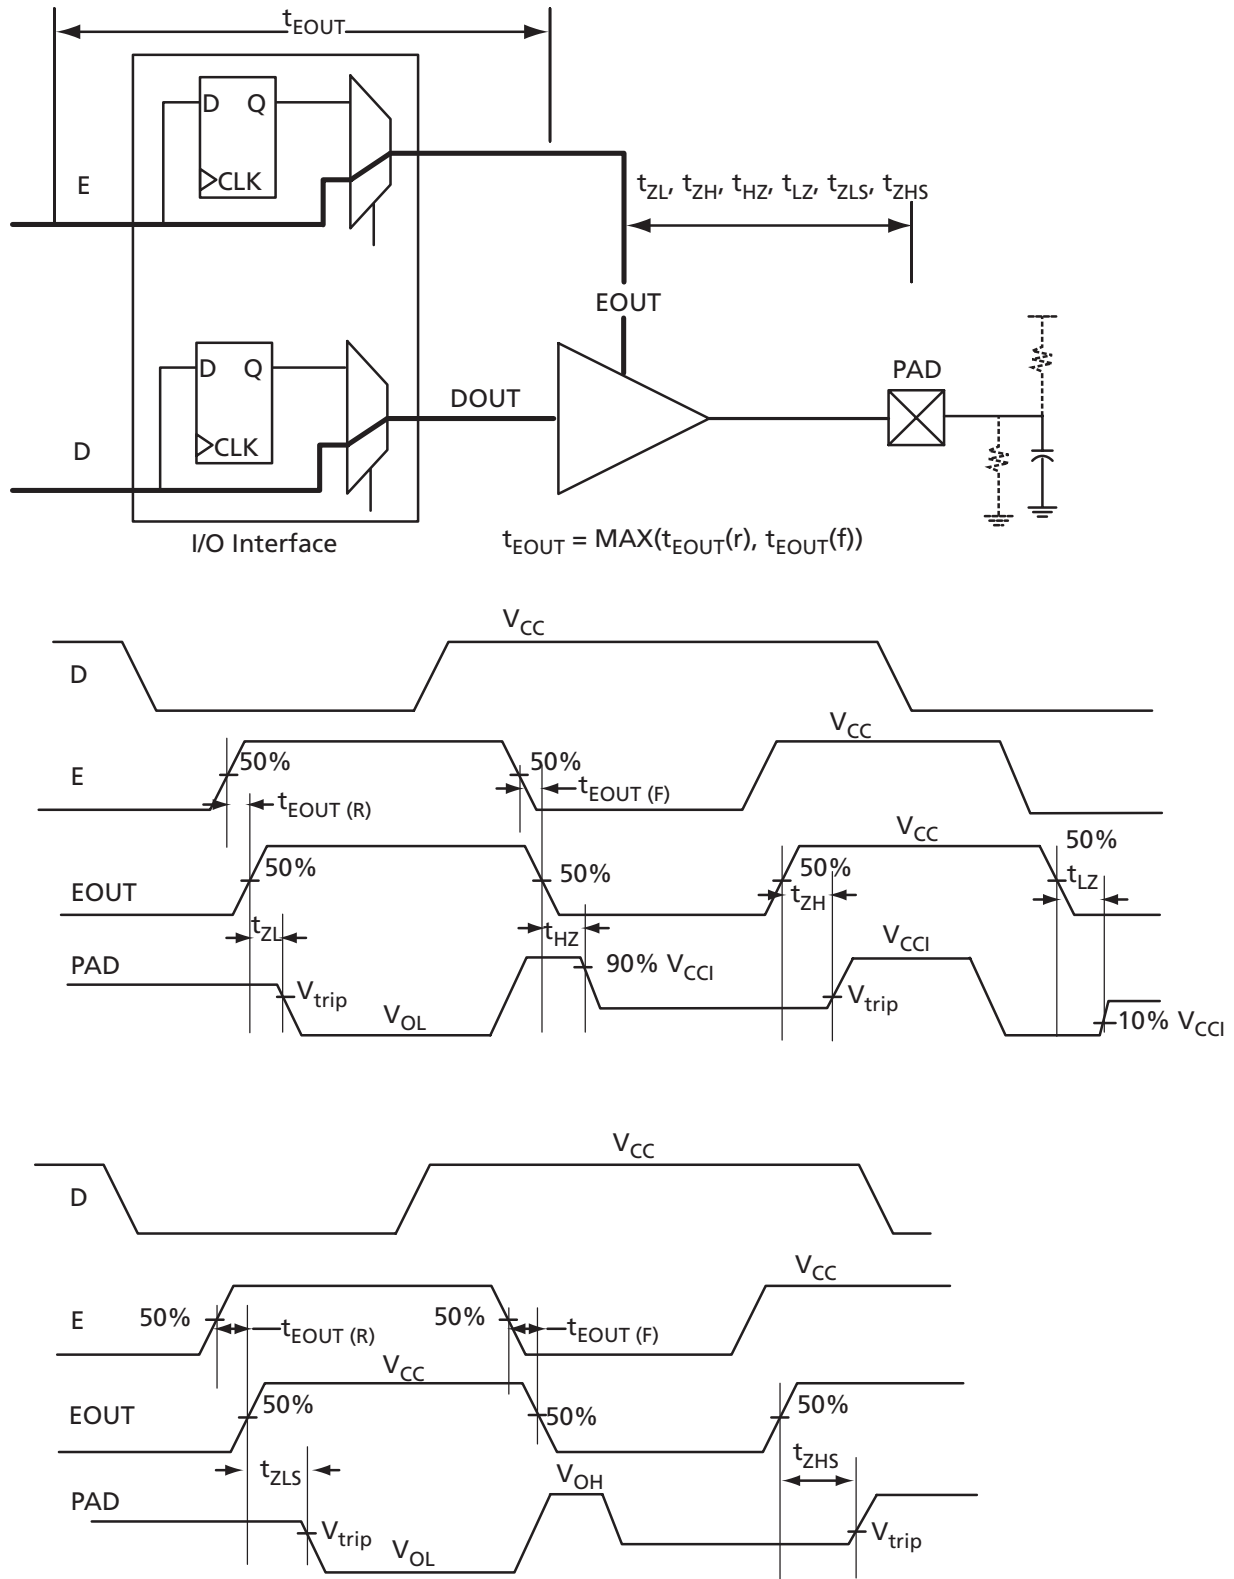 tEOUT
D Q
CLK
E
tZL, tZH, tHZ, tLZ, tZLS, tZHS
EOUT
D Q
CLK
D
DOUT
PAD
I/O Interface
tEOUT = MAX(tEOUT(r), tEOUT(f))
VCC
D
VCC
E
50%
50%
tEOUT (R)
tEOUT (F)
VCC
EOUT
50%
50%
50%
50%
tZL
tHZ
tZH
tLZ
PAD
Vtrip
VOL
90% VCCI
Vtrip
VCCI
10% VCCI
VCC
D
VCC
E
50%
50%
tEOUT (R)
tEOUT (F)
VCC
EOUT
50%
50%
50%
tZLS
tZHS
PAD
VOH
Vtrip
VOL
Vtrip